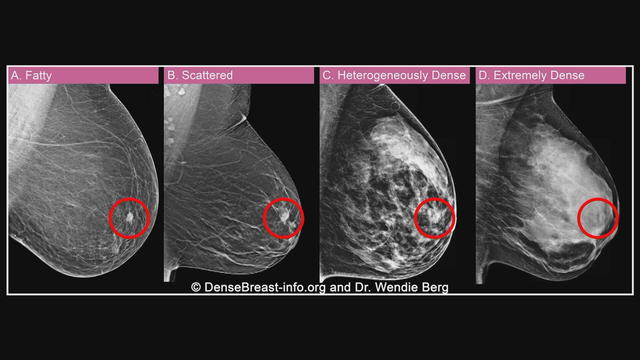 A. Fatty
B. Scattered
C. Heterogeneously Dense
D. Extremely Dense
© DenseBreast-info.org and Dr. Wendie Berg